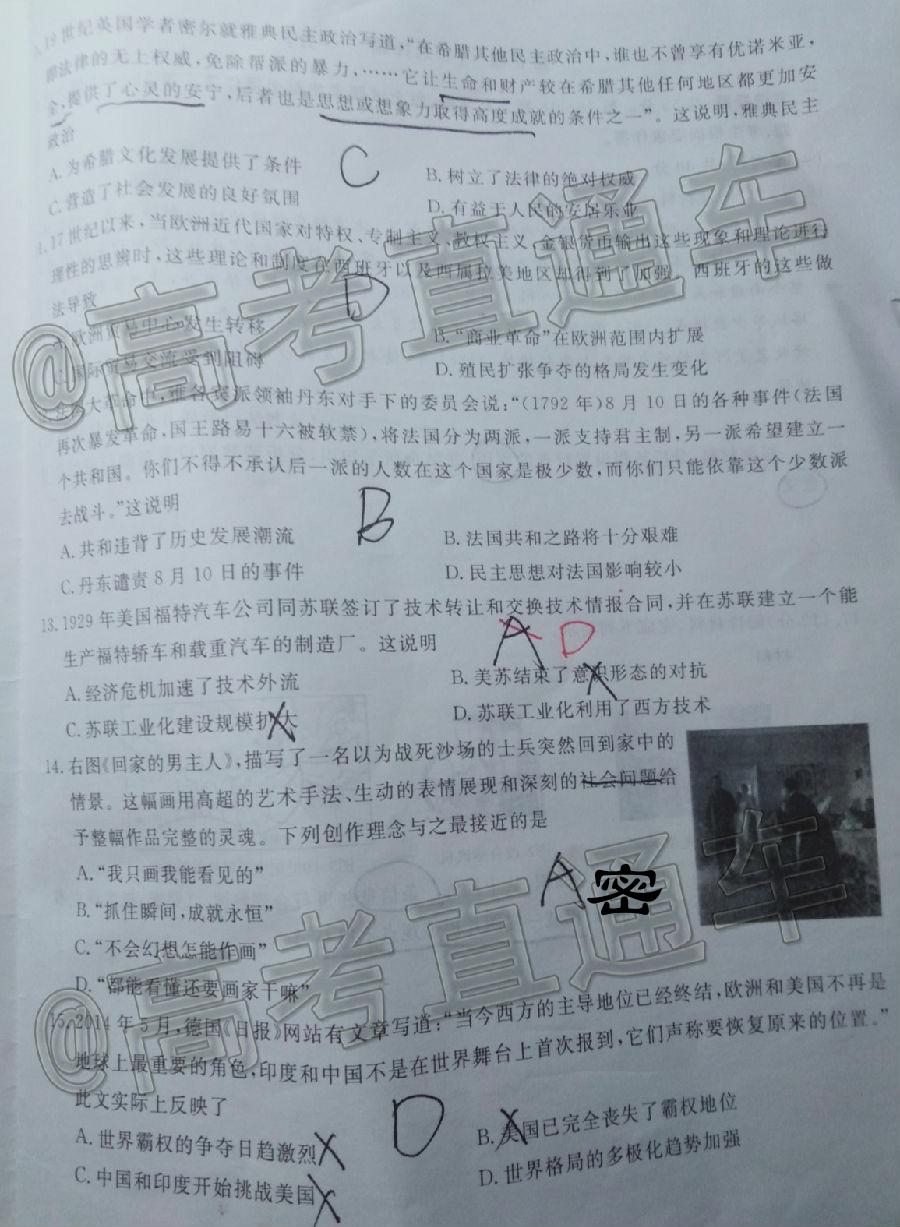 19世纪英国学者密尔就雅典民主政治写道,“在希腊其他民主政治中,谁也不曾享有优诺米亚,
即法律的无上权威,免除帮派的暴力,……它让生命和财产较在希腊其他任何地区都更加安
全,提供了心灵的安宁,后者也是思想或想象力取得高度成就的条件之一”。这说明,雅典民主
政治
A.为希腊文化发展提供了条件
B.树立了法律的绝对权威
C
C.营造了社会发展的良好氛围
D.有益于人民的安居乐业
17世纪以来,当欧洲近代国家对特权、专制主义、教权主义、金银货币输出这些现象和理论进行
理性的思辨时,这些理论和制度在西班牙以及西属拉美地区却得到了加强。西班牙的这些做
法导致
D
A.欧洲贸易中心发生转移
B.“商业革命”在欧洲范围内扩展
C.国际贸易交流受到阻碍
D.殖民扩张争夺的格局发生变化
大革命中,雅各宾派领袖丹东对手下的委员会说:“(1792年)8月10日的各种事件(法国
再次暴发革命,国王路易十六被软禁),将法国分为两派,一派支持君主制,另一派希望建立一
个共和国。你们不得不承认后一派的人数在这个国家是极少数,而你们只能依靠这个少数派
去战斗。”这说明
B
A.共和违背了历史发展潮流
B.法国共和之路将十分艰难
C.丹东谴责8月10日的事件
D.民主思想对法国影响较小
13.1929年美国福特汽车公司同苏联签订了技术转让和交换技术情报合同,并在苏联建立一个能
生产福特轿车和载重汽车的制造厂。这说明
A D
A.经济危机加速了技术外流
B.美苏结束了意识形态的对抗
C.苏联工业化建设规模扩大
D.苏联工业化利用了西方技术
14.右图《回家的男主人》,描写了一名以为战死沙场的士兵突然回到家中的
情景。这幅画用高超的艺术手法、生动的表情展现和深刻的社会问题给
予整幅作品完整的灵魂。下列创作理念与之最接近的是
A.“我只画我能看见的”
A 密
B.“抓住瞬间,成就永恒”
C.“不会幻想怎能作画”
D.“都能看懂还要画家干嘛”
15.2014年5月,德国《日报》网站有文章写道:“当今西方的主导地位已经终结,欧洲和美国不再是
地球上最重要的角色,印度和中国不是在世界舞台上首次报到,它们声称要恢复原来的位置。”
此文实际上反映了
D
A.世界霸权的争夺日趋激烈
B.美国已完全丧失了霸权地位
C.中国和印度开始挑战美国
D.世界格局的多极化趋势加强
@高考直通车
@高考直通车